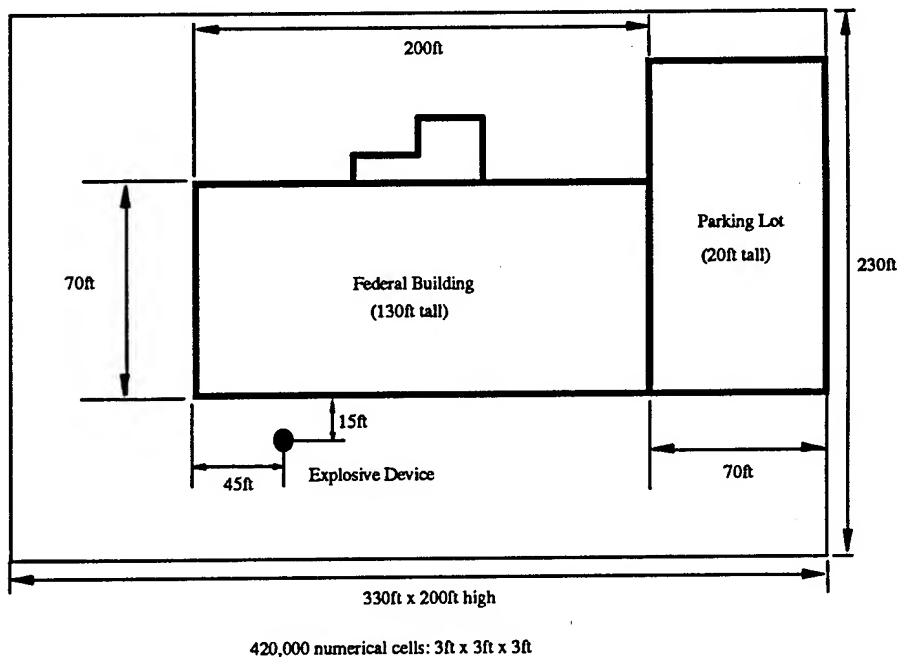 200ft
70ft
Federal Building
(130ft tall)
Parking Lot
(20ft tall)
230ft
15ft
45ft
Explosive Device
70ft
330ft x 200ft high
420,000 numerical cells: 3ft x 3ft x 3ft